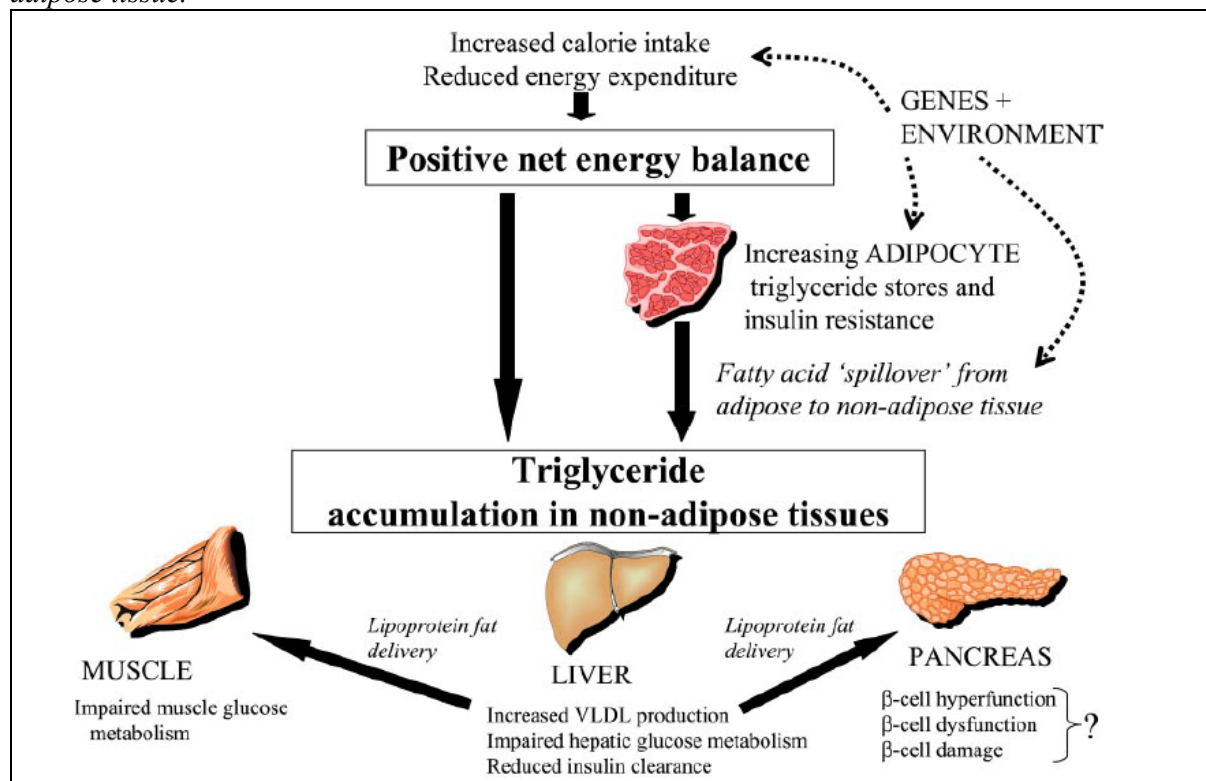 adipose tissue.
Increased calorie intake
Reduced energy expenditure
GENES +
ENVIRONMENT
Positive net energy balance
Increasing ADIPOCYTE
triglyceride stores and
insulin resistance
Fatty acid ‘spillover’ from
adipose to non-adipose tissue
Triglyceride
accumulation in non-adipose tissues
Lipoprotein fat
delivery
Lipoprotein fat
delivery
MUSCLE
Impaired muscle glucose
metabolism
LIVER
Increased VLDL production
Impaired hepatic glucose metabolism
Reduced insulin clearance
PANCREAS
β-cell hyperfunction
β-cell dysfunction
β-cell damage
?